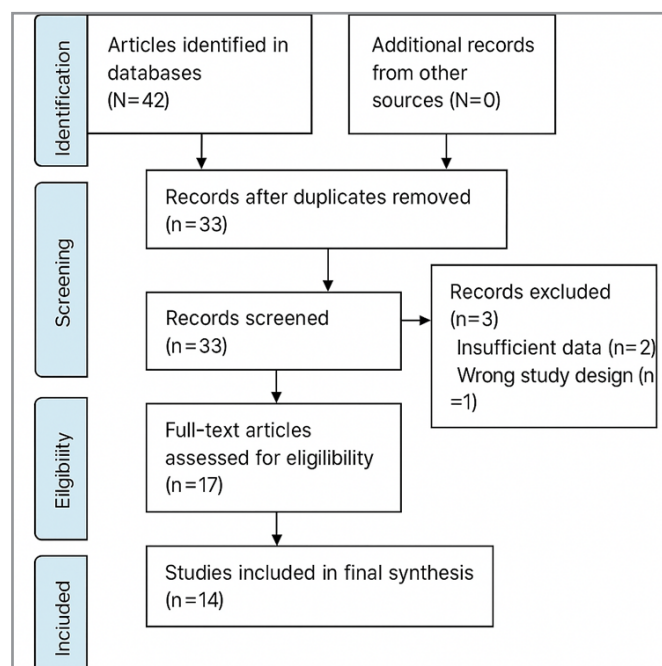 Identification
Articles identified in
databases
(N=42)
Additional records
from other
sources (N=0)
Screening
Records after duplicates removed
(n=33)
Records screened
(n=33)
Records excluded
(n=3)
Insufficient data (n=2)
Wrong study design (n
=1)
Eilgibiiity
Full-text articles
assessed for eligilibility
(n=17)
Inciuded
Studies included in final synthesis
(n=14)